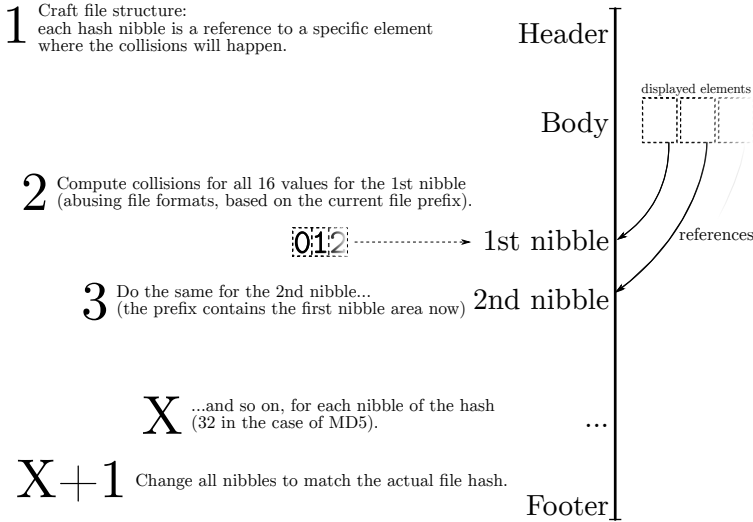 1 Craft file structure:
each hash nibble is a reference to a specific element
where the collisions will happen.
Header
displayed elements
Body
2 Compute collisions for all 16 values for the 1st nibble
(abusing file formats, based on the current file prefix).
012
1st nibble
references
3 Do the same for the 2nd nibble...
(the prefix contains the first nibble area now)
2nd nibble
X ...and so on, for each nibble of the hash
(32 in the case of MD5).
...
X+1 Change all nibbles to match the actual file hash.
Footer